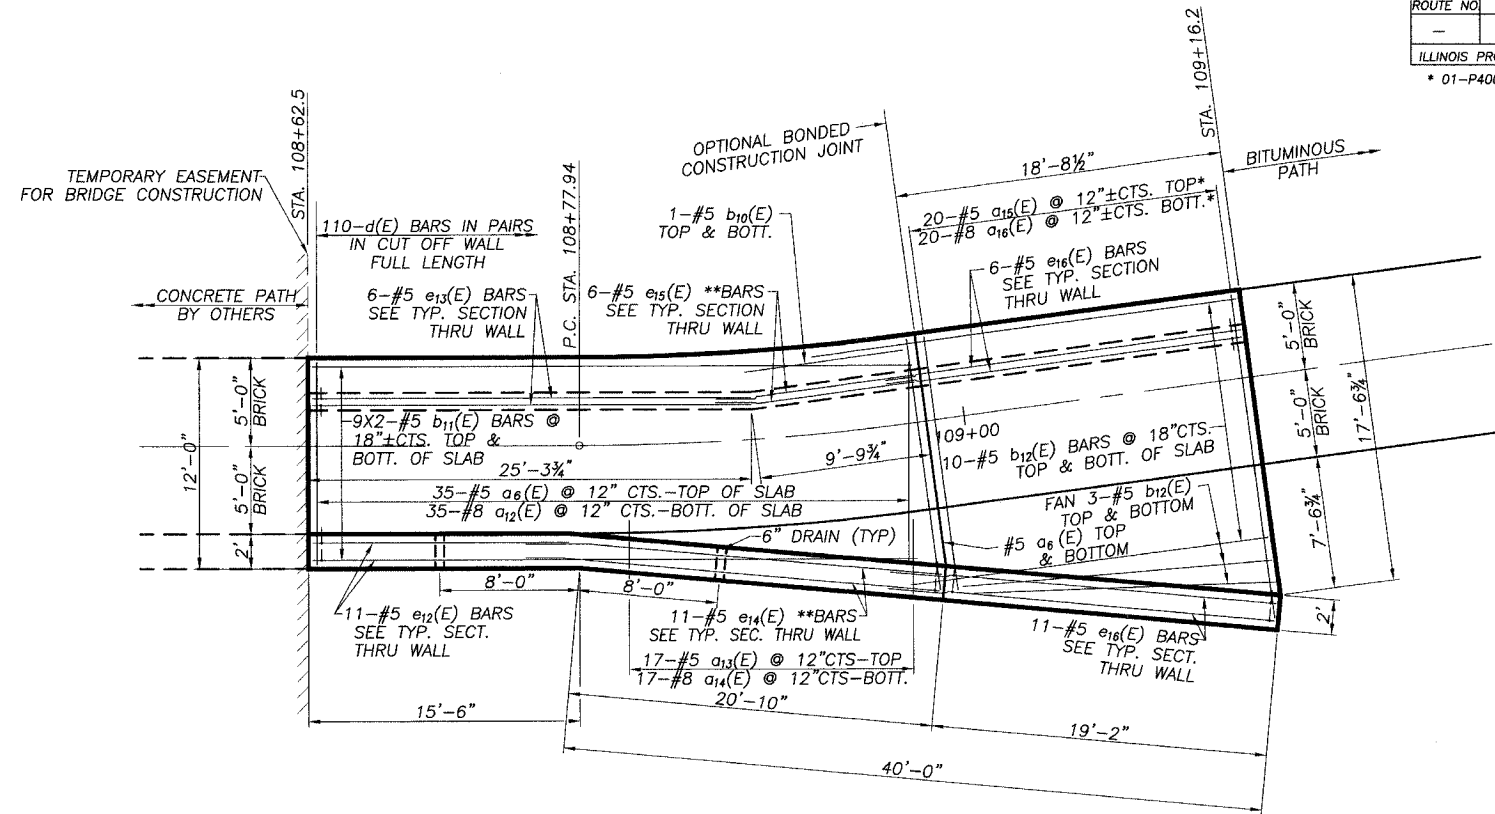 ROUTE NO.
—
ILLINOIS PR
* 01-P40
STA. 108+62.5
TEMPORARY EASEMENT
FOR BRIDGE CONSTRUCTION
110-d(E) BARS IN PAIRS
IN CUT OFF WALL
FULL LENGTH
P.C. STA. 108+77.94
OPTIONAL BONDED
CONSTRUCTION JOINT
STA. 109+16.2
18'-8½"
BITUMINOUS
PATH
1-#5 b10(E)
TOP & BOTT.
20-#5 a15(E) @ 12"±CTS. TOP*
20-#8 a16(E) @ 12"±CTS. BOTT.*
CONCRETE PATH
BY OTHERS
6-#5 e13(E) BARS
SEE TYP. SECTION
THRU WALL
6-#5 e15(E) **BARS
SEE TYP. SECTION
THRU WALL
6-#5 e16(E) BARS
SEE TYP. SECTION
THRU WALL
12'-0"
5'-0"
BRICK
5'-0"
BRICK
2'
9X2-#5 b11(E) BARS @
18"±CTS. TOP &
BOTT. OF SLAB
25'-3¾"
9'-9¾"
109+00
10-#5 b12(E) BARS @ 18"CTS.
TOP & BOTT. OF SLAB
5'-0"
BRICK
5'-0"
BRICK
17'-6¾"
7'-6¾"
2'
35-#5 a6(E) @ 12" CTS.-TOP OF SLAB
35-#8 a12(E) @ 12" CTS.-BOTT. OF SLAB
FAN 3-#5 b12(E)
TOP & BOTTOM
6" DRAIN (TYP)
#5 a6(E) TOP
& BOTTOM
8'-0"
8'-0"
11-#5 e12(E) BARS
SEE TYP. SECT.
THRU WALL
11-#5 e14(E) **BARS
SEE TYP. SEC. THRU WALL
11-#5 e16(E) BARS
SEE TYP. SECT.
THRU WALL
17-#5 a13(E) @ 12"CTS-TOP
17-#8 a14(E) @ 12"CTS-BOTT.
15'-6"
20'-10"
19'-2"
40'-0"